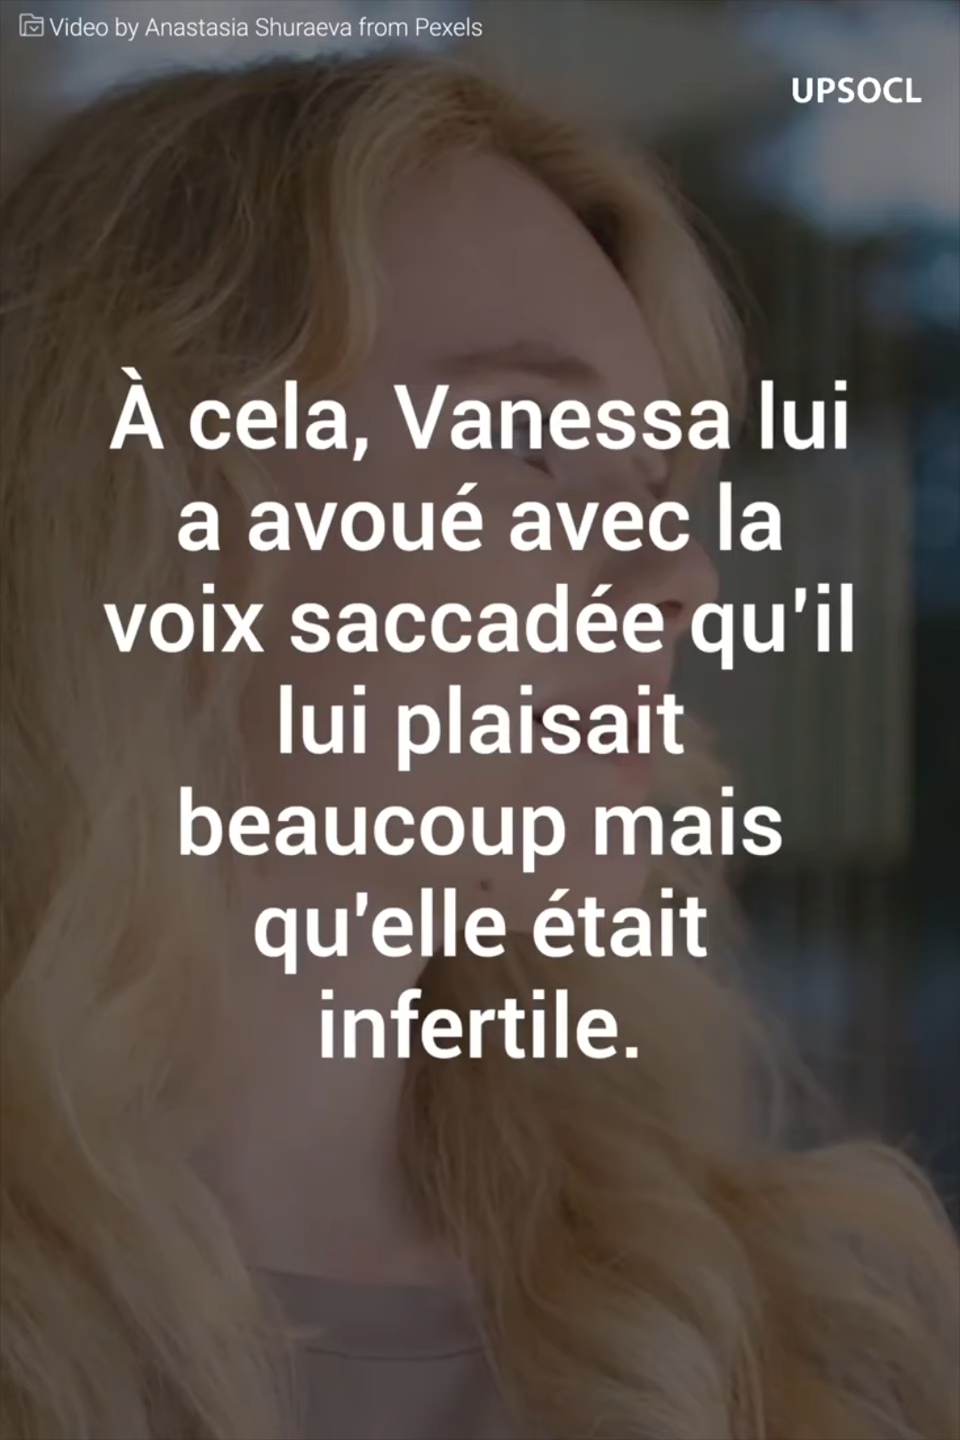 Video by Anastasia Shuraeva from Pexels
UPSOCL
À cela, Vanessa lui
a avoué avec la
voix saccadée qu'il
lui plaisait
beaucoup mais
qu'elle était
infertile.